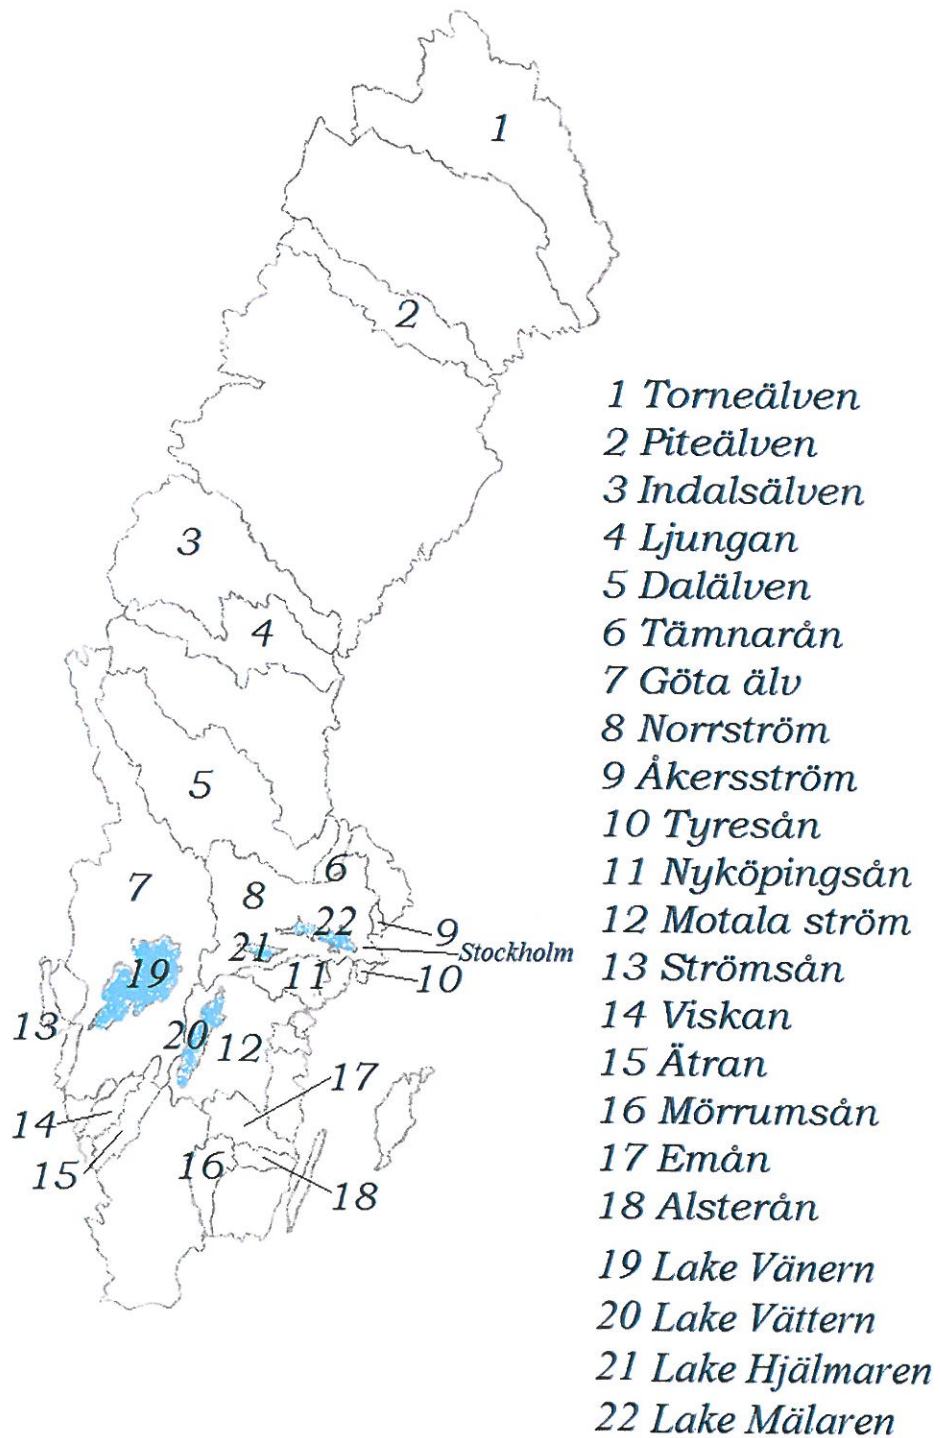 1
2
3
4
5
6
7
8
22
9
21
Stockholm
19
11
10
13
20
12
17
14
15
16
18
1 Torneälven
2 Piteälven
3 Indalsälven
4 Ljungan
5 Dalälven
6 Tämnarån
7 Göta älv
8 Norrström
9 Åkersström
10 Tyresån
11 Nyköpingsån
12 Motala ström
13 Strömsån
14 Viskan
15 Ätran
16 Mörrumsån
17 Emån
18 Alsterån
19 Lake Vänern
20 Lake Vättern
21 Lake Hjälmaren
22 Lake Mälaren